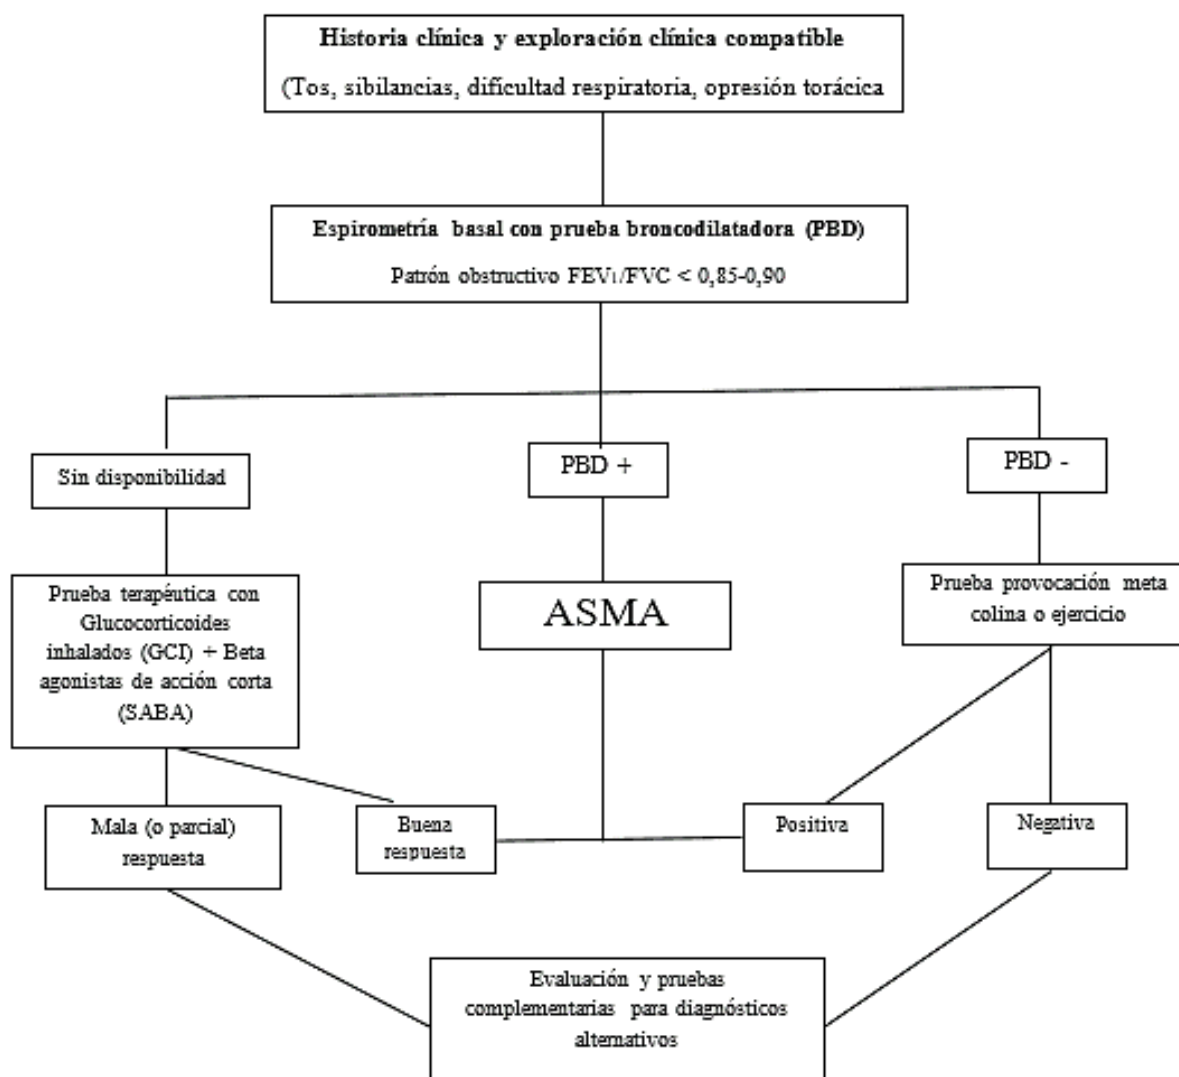 Historia clínica y exploración clínica compatible
(Tos, sibilancias, dificultad respiratoria, opresión torácica
Espirometría basal con prueba broncodilatadora (PBD)
Patrón obstructivo FEV1/FVC < 0,85-0,90
Sin disponibilidad
PBD +
PBD -
Prueba terapéutica con
Glucocorticoides
inhalados (GCI) + Beta
agonistas de acción corta
(SABA)
ASMA
Prueba provocación meta
colina o ejercicio
Mala (o parcial)
respuesta
Buena
respuesta
Positiva
Negativa
Evaluación y pruebas
complementarias para diagnósticos
alternativos